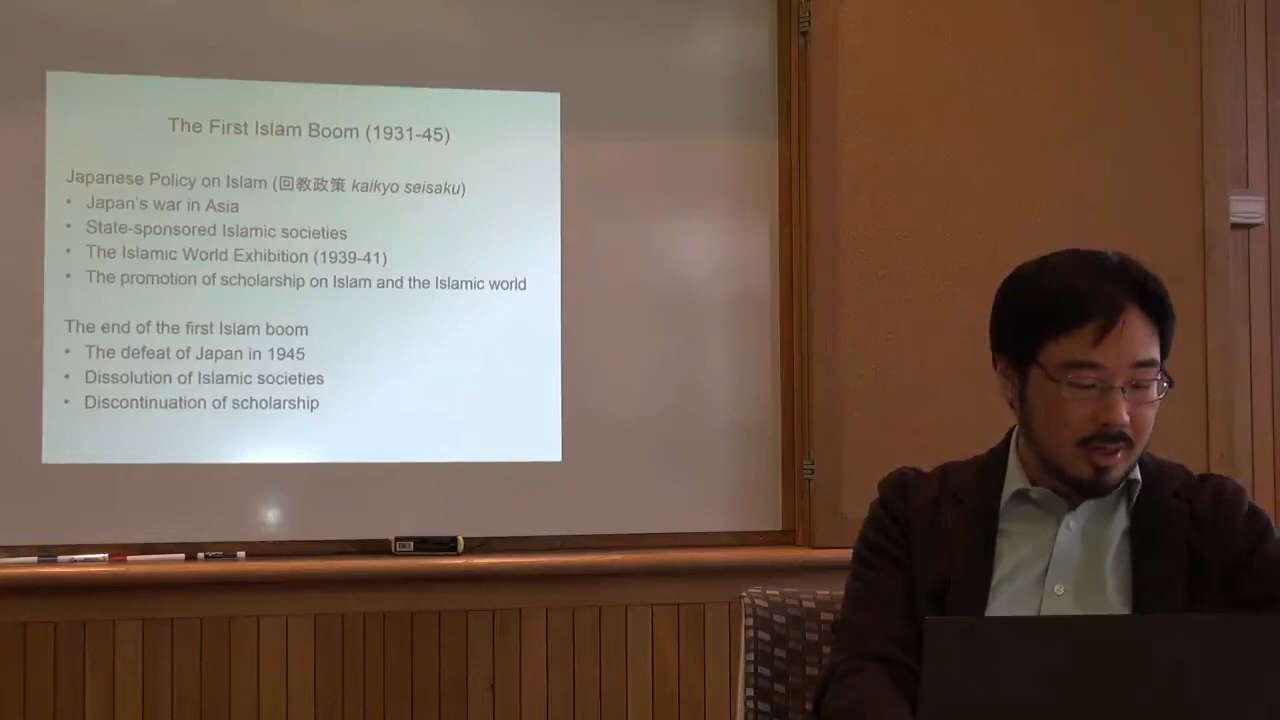 The First Islam Boom (1931-45)
Japanese Policy on Islam (回教政策 kaikyo seisaku)
• Japan's war in Asia
• State-sponsored Islamic societies
• The Islamic World Exhibition (1939-41)
• The promotion of scholarship on Islam and the Islamic world
The end of the first Islam boom
• The defeat of Japan in 1945
• Dissolution of Islamic societies
• Discontinuation of scholarship